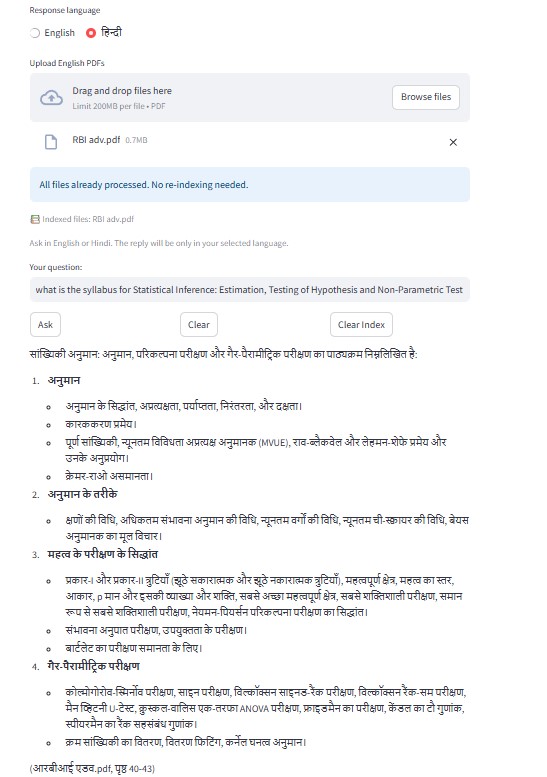 Response language
English हिन्दी
Upload English PDFs
Drag and drop files here
Limit 200MB per file • PDF
Browse files
RBI adv.pdf 0.7MB
All files already processed. No re-indexing needed.
Indexed files: RBI adv.pdf
Ask in English or Hindi. The reply will be only in your selected language.
Your question:
what is the syllabus for Statistical Inference: Estimation, Testing of Hypothesis and Non-Parametric Test
Ask Clear Clear Index
सांख्यिकी अनुमान: अनुमान, परिकल्पना परीक्षण और गैर-पैरामीट्रिक परीक्षण का पाठ्यक्रम निम्नलिखित है:
1. अनुमान
अनुमान के सिद्धांत, अप्रत्यक्षता, पर्याप्तता, निरंतरता, और दक्षता।
कारककरण प्रमेय।
पूर्ण सांख्यिकी, न्यूनतम विविधता अप्रत्यक्ष अनुमानक (MVUE), राव-ब्लैकवेल और लेहमन-शेफे प्रमेय और
उनके अनुप्रयोग।
क्रेमर-राओ असमानता।
2. अनुमान के तरीके
क्षणों की विधि, अधिकतम संभावना अनुमान की विधि, न्यूनतम वर्गों की विधि, न्यूनतम ची-स्क्वायर की विधि, बेयस
अनुमानक का मूल विचार।
3. महत्व के परीक्षण के सिद्धांत
प्रकार-I और प्रकार-II त्रुटियाँ (झूठे सकारात्मक और झूठे नकारात्मक त्रुटियाँ), महत्वपूर्ण क्षेत्र, महत्व का स्तर,
आकार, p मान और इसकी व्याख्या और शक्ति, सबसे अच्छा महत्वपूर्ण क्षेत्र, सबसे शक्तिशाली परीक्षण, समान
रूप से सबसे शक्तिशाली परीक्षण, नेयमन-पियर्सन परिकल्पना परीक्षण का सिद्धांत।
संभावना अनुपात परीक्षण, उपयुक्तता के परीक्षण।
बार्टलेट का परीक्षण समानता के लिए।
4. गैर-पैरामीट्रिक परीक्षण
कोल्मोगोरोव-स्मिर्नोव परीक्षण, साइन परीक्षण, विल्कॉक्सन साइनड-रैंक परीक्षण, विल्कॉक्सन रैंक-सम परीक्षण,
मैन व्हिटनी U-टेस्ट, क्रुस्कल-वालिस एक-तरफा ANOVA परीक्षण, फ्राइडमैन का परीक्षण, केंडल का टौ गुणांक,
स्पीयरमैन का रैंक सहसंबंध गुणांक।
क्रम सांख्यिकी का वितरण, वितरण फिटिंग, कर्नेल घनत्व अनुमान।
(आरबीआई एडव.pdf, पृष्ठ 40-43)